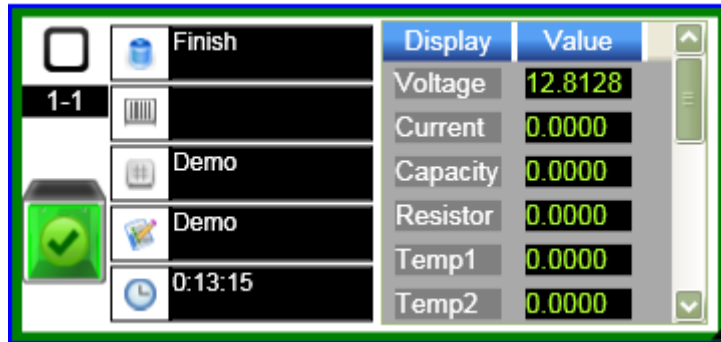 1-1
Finish
Demo
Demo
0:13:15
Display Value
Voltage 12.8128
Current 0.0000
Capacity 0.0000
Resistor 0.0000
Temp1 0.0000
Temp2 0.0000